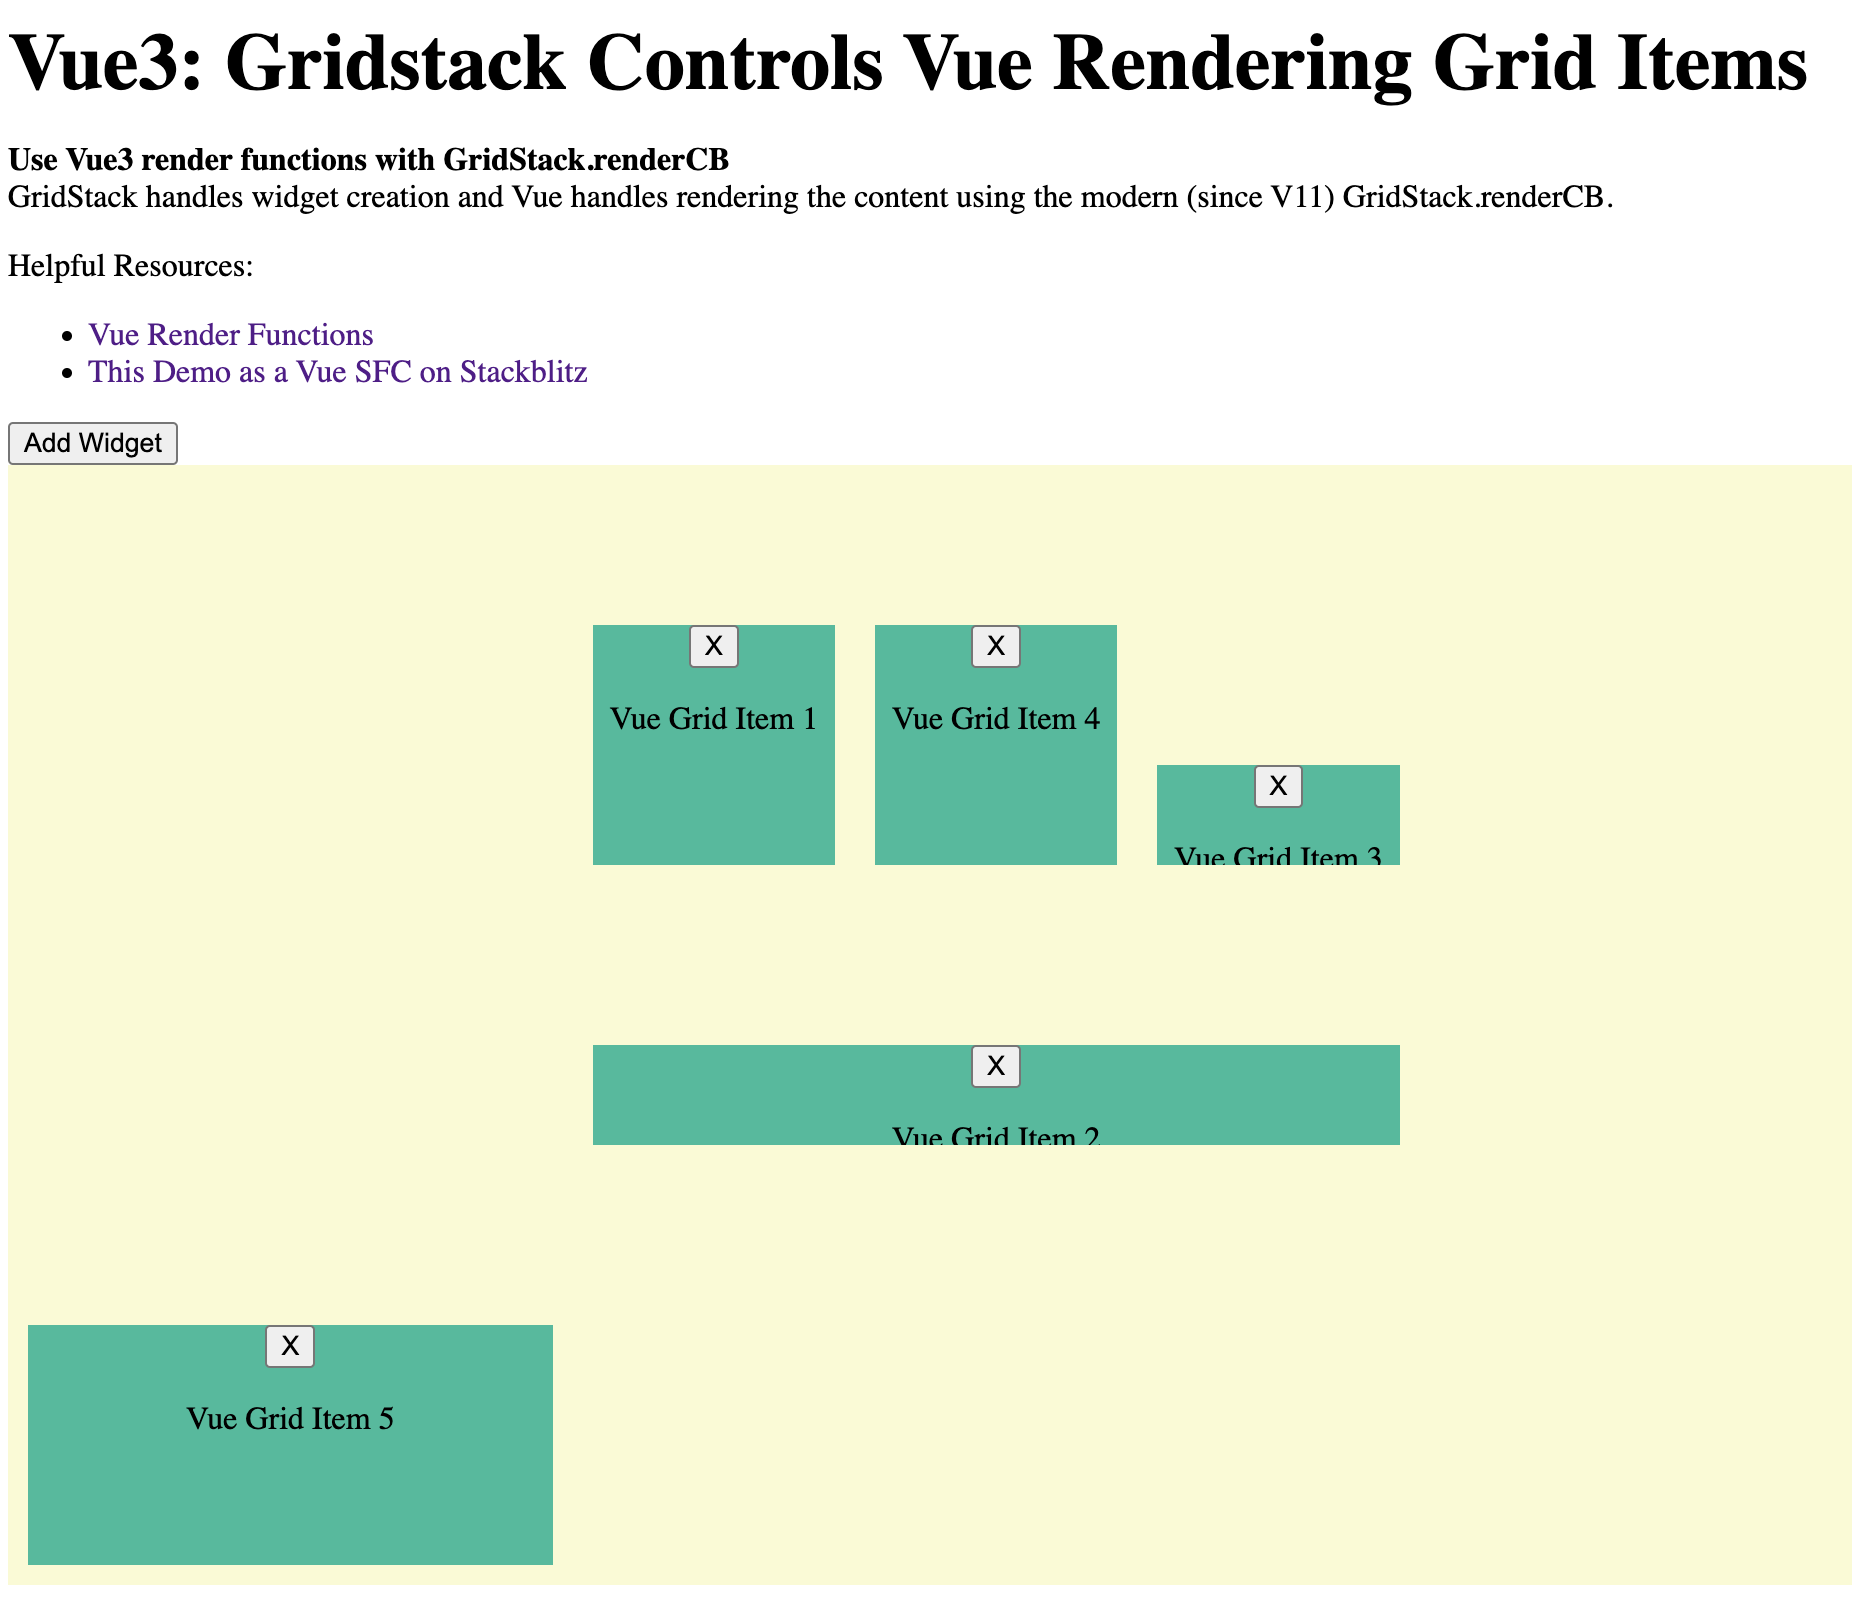 Vue3: Gridstack Controls Vue Rendering Grid Items
Use Vue3 render functions with GridStack.renderCB
GridStack handles widget creation and Vue handles rendering the content using the modern (since V11) GridStack.renderCB.
Helpful Resources:
Vue Render Functions
This Demo as a Vue SFC on Stackblitz
Add Widget
X
Vue Grid Item 1
X
Vue Grid Item 4
X
Vue Grid Item 3
X
Vue Grid Item 2
X
Vue Grid Item 5